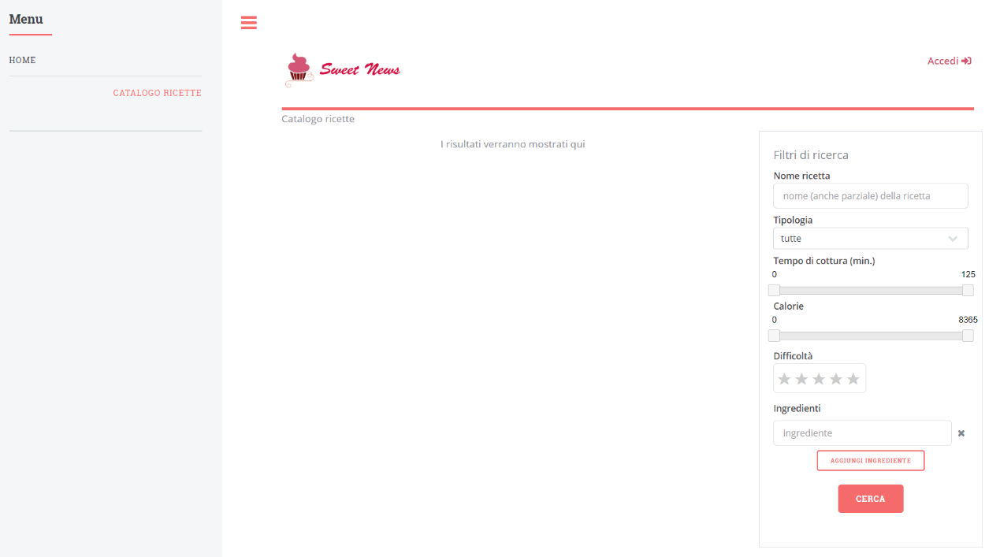 Menu
HOME
CATALOGO RICETTE
Sweet News
Accedi
Catalogo ricette
I risultati verranno mostrati qui
Filtri di ricerca
Nome ricetta
nome (anche parziale) della ricetta
Tipologia
tutte
Tempo di cottura (min.)
0 125
Calorie
0 8365
Difficoltà
Ingredienti
Ingrediente
AGGIUNGI INGREDIENTE
CERCA